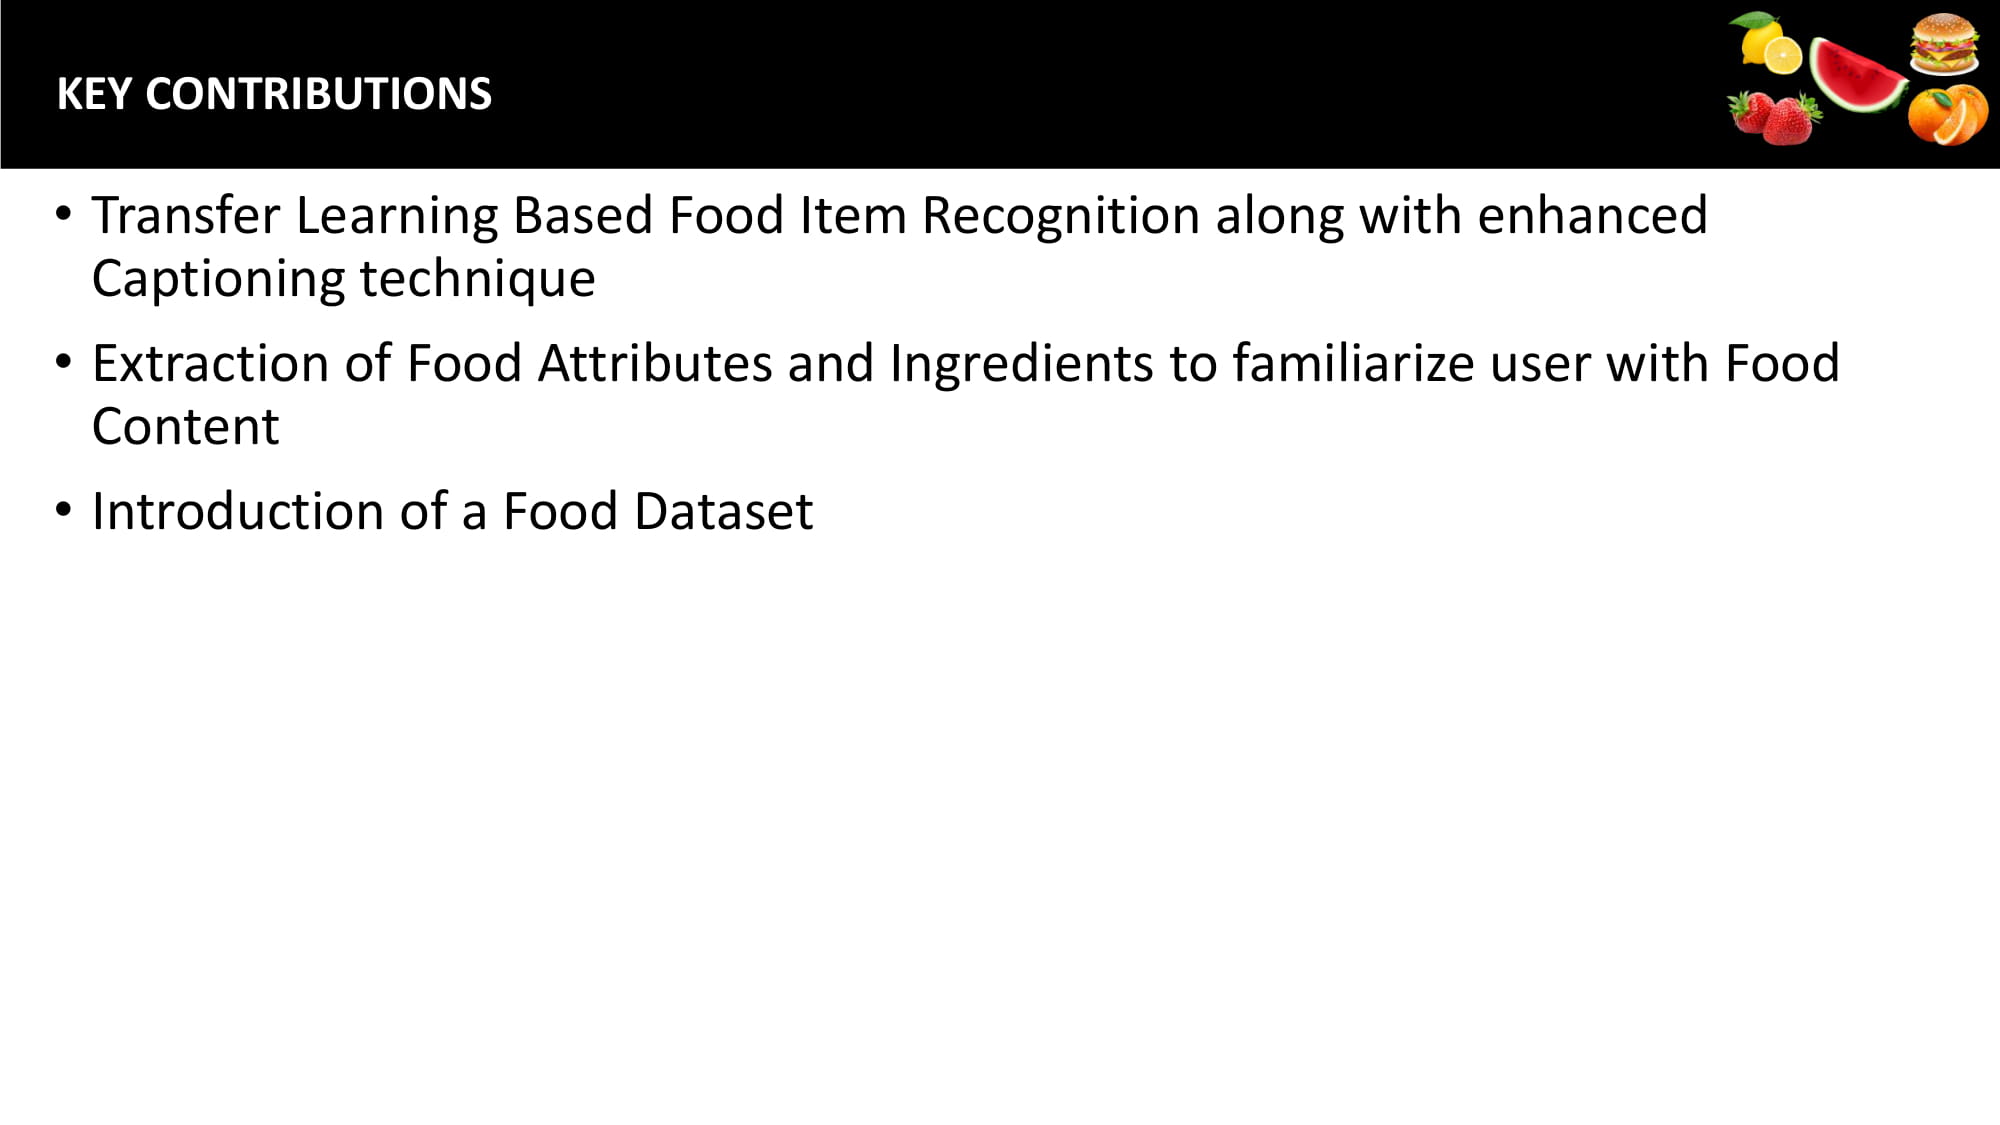 KEY CONTRIBUTIONS
• Transfer Learning Based Food Item Recognition along with enhanced
Captioning technique
• Extraction of Food Attributes and Ingredients to familiarize user with Food
Content
• Introduction of a Food Dataset